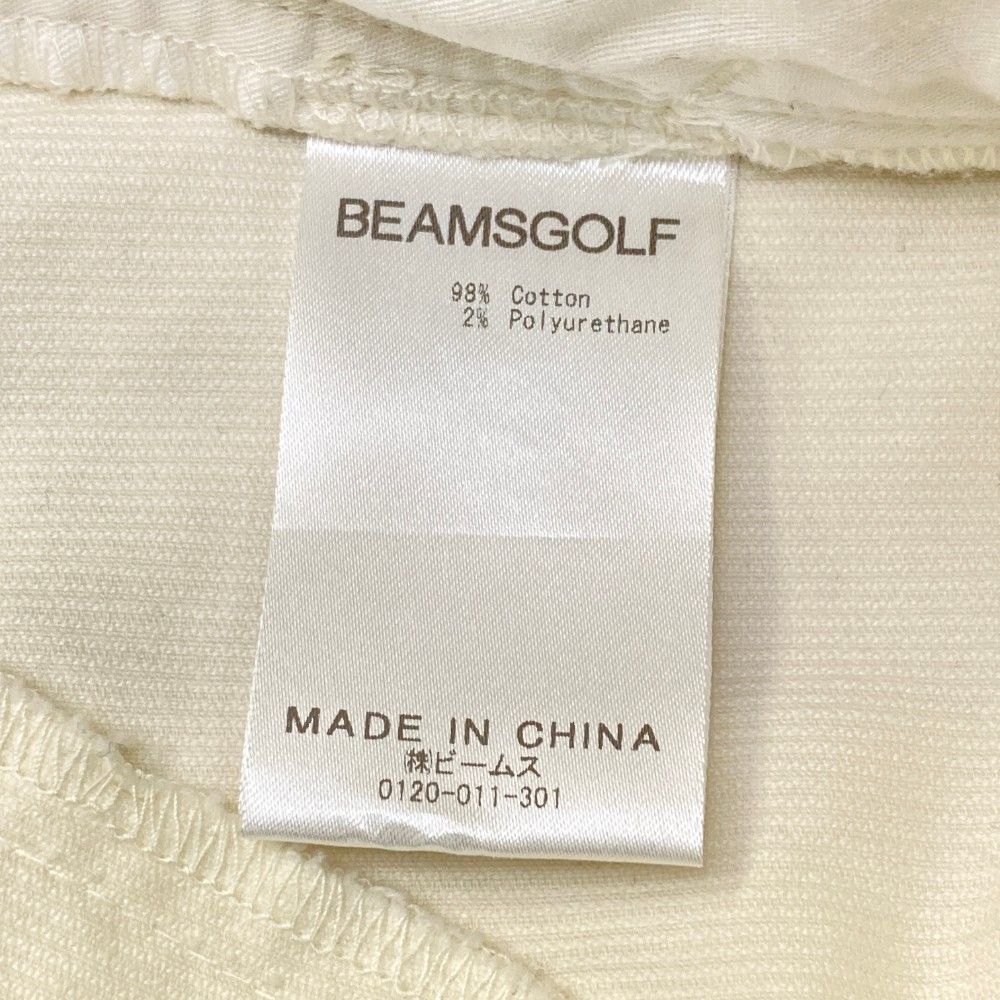 BEAMSGOLF
98% Cotton
2% Polyurethane
MADE IN CHINA
㈱ビームス
0120-011-301